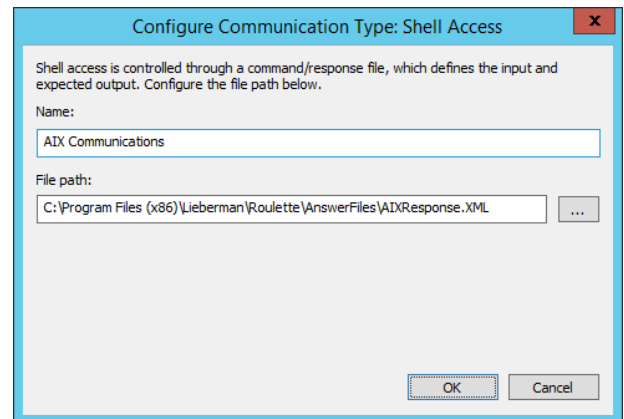 Configure Communication Type: Shell Access
x
Shell access is controlled through a command/response file, which defines the input and
expected output. Configure the file path below.
Name:
AIX Communications
File path:
C:\Program Files (x86)\Lieberman\Roulette\AnswerFiles\AIXResponse.XML
...
OK
Cancel